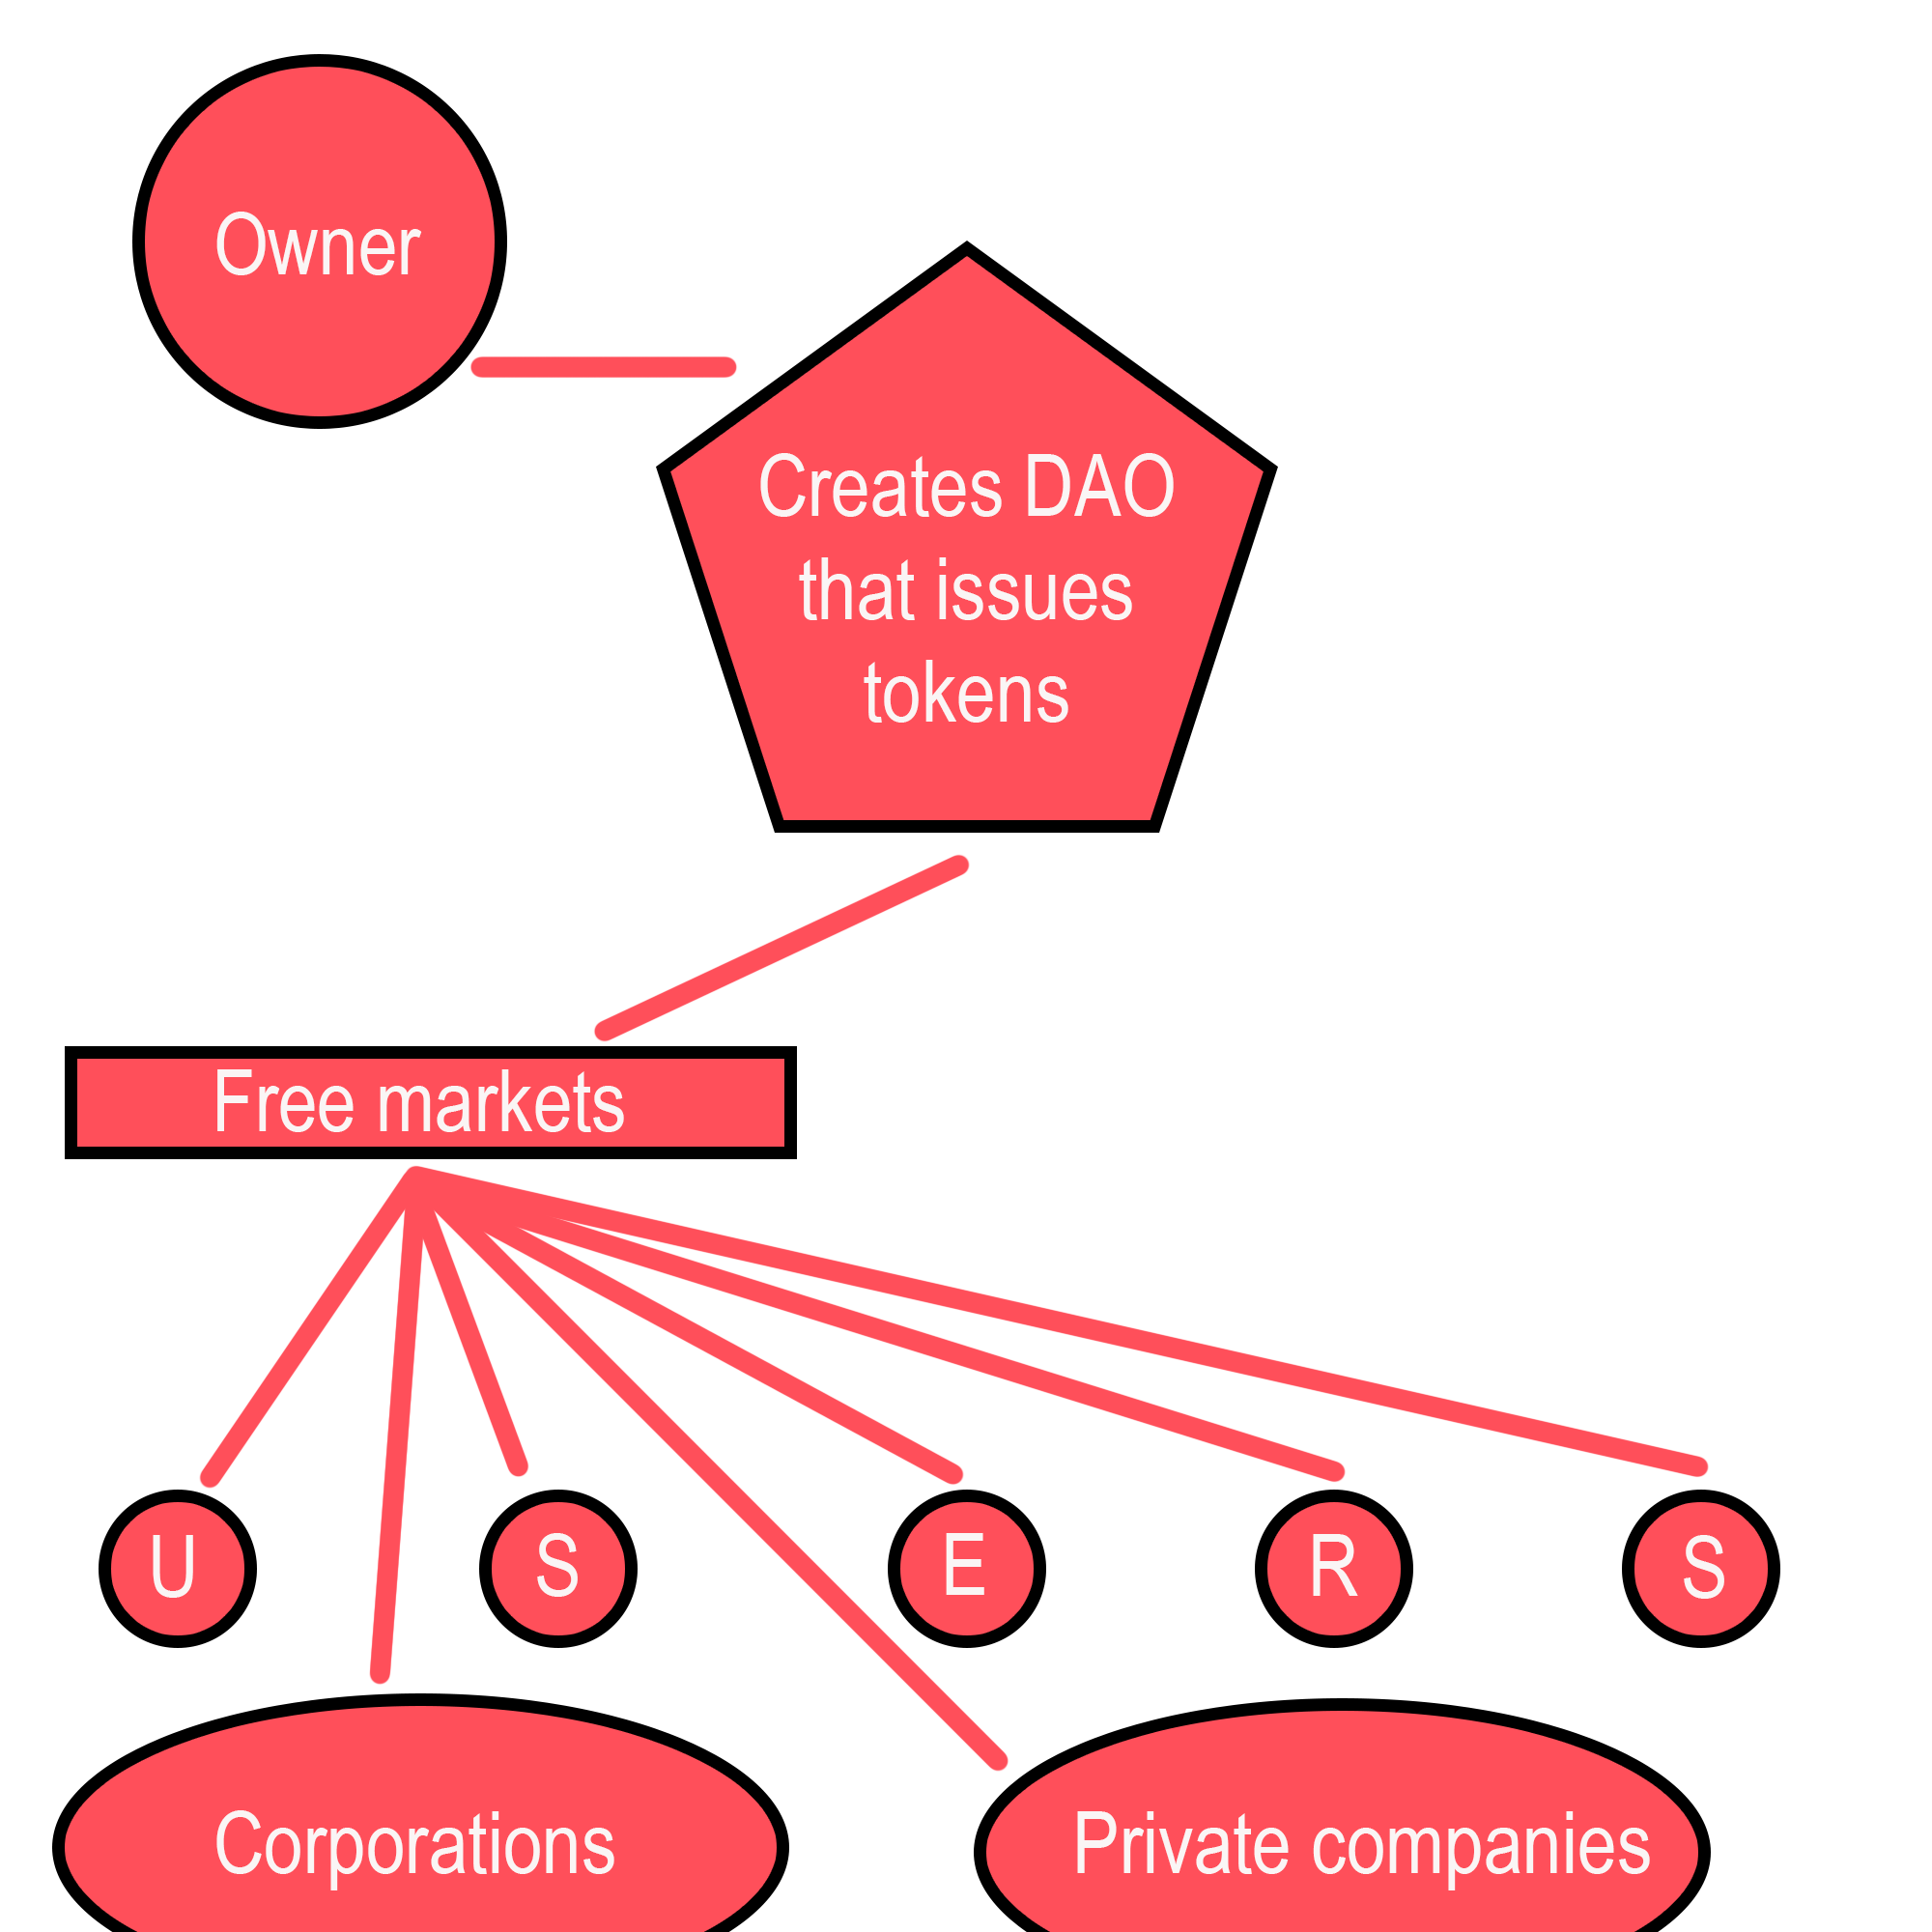 Owner
Creates DAO
that issues
tokens
Free markets
U S E R S
Corporations
Private companies